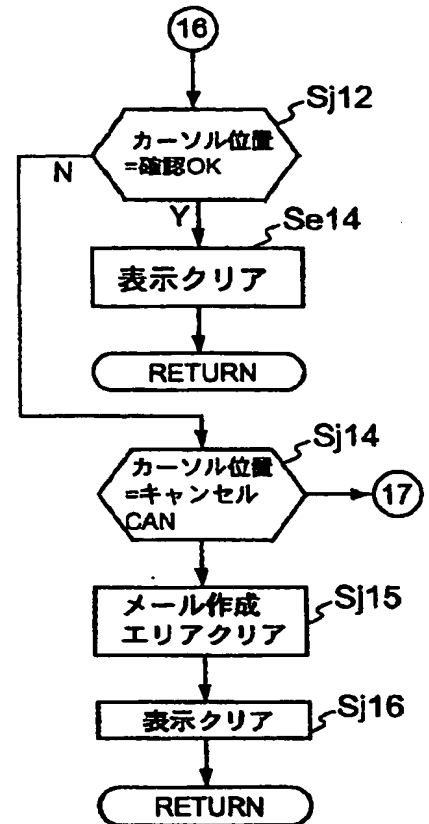 16
Sj12
カーソル位置
=確認OK
N
Y
Se14
表示クリア
RETURN
Sj14
カーソル位置
=キャンセル
CAN
17
メール作成
エリアクリア
Sj15
表示クリア
Sj16
RETURN